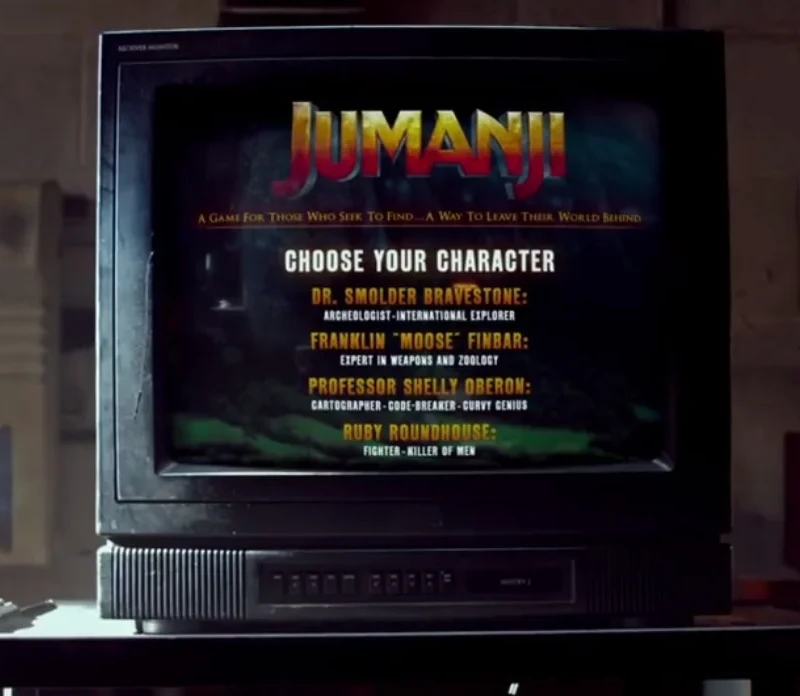 RECEIVER MONITOR
JUMANJI
A GAME FOR THOSE WHO SEEK TO FIND...A WAY TO LEAVE THEIR WORLD BEHIND
CHOOSE YOUR CHARACTER
DR. SMOLDER BRAVESTONE:
ARCHEOLOGIST-INTERNATIONAL EXPLORER
FRANKLIN "MOOSE" FINBAR:
EXPERT IN WEAPONS AND ZOOLOGY
PROFESSOR SHELLY OBERON:
CARTOGRAPHER-CODE-BREAKER-CURVY GENIUS
RUBY ROUNDHOUSE:
FIGHTER-KILLER OF MEN